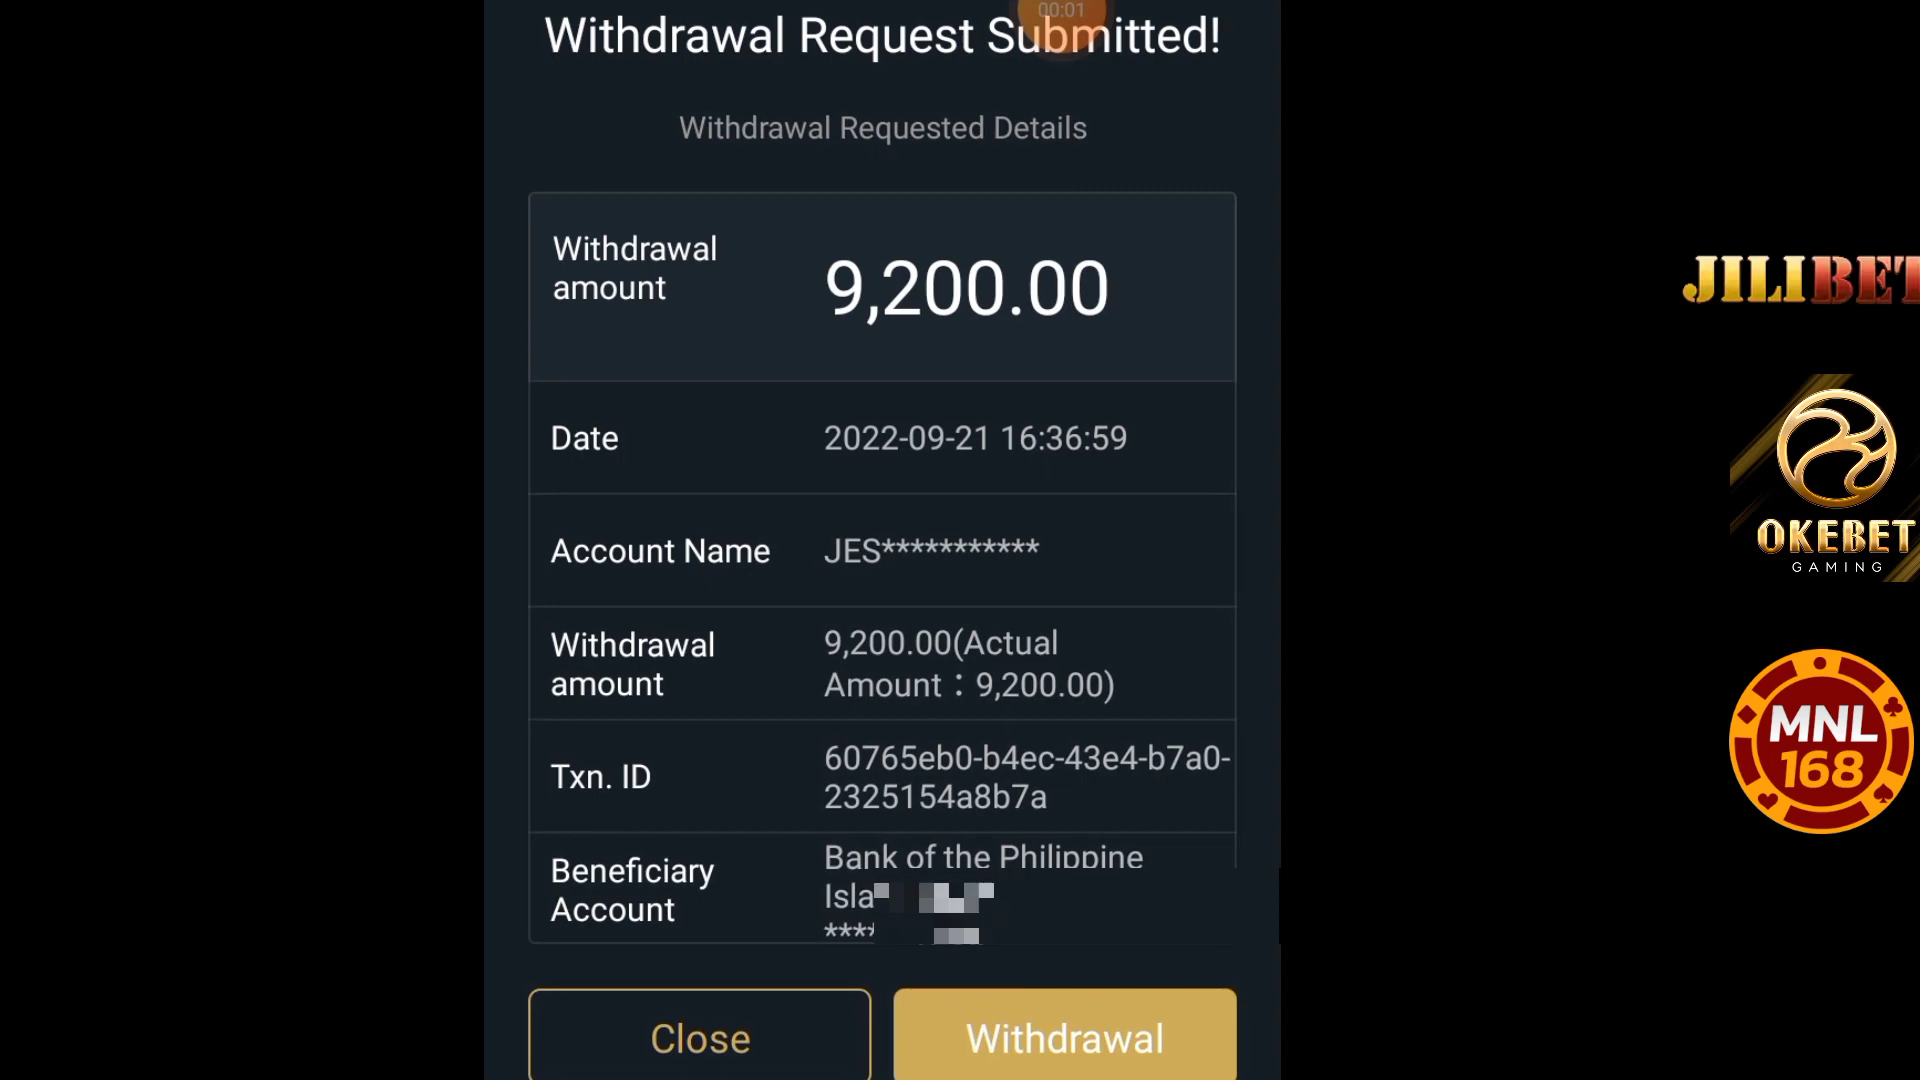 00:01
Withdrawal Request Submitted!
Withdrawal Requested Details
Withdrawal
amount
9,200.00
Date
2022-09-21 16:36:59
Account Name
JES***********
Withdrawal
amount
9,200.00(Actual
Amount：9,200.00)
Txn. ID
60765eb0-b4ec-43e4-b7a0-
2325154a8b7a
Beneficiary
Account
Bank of the Philippine
Isla
****
Close
Withdrawal
JILIBET
OKEBET
GAMING
MNL
168